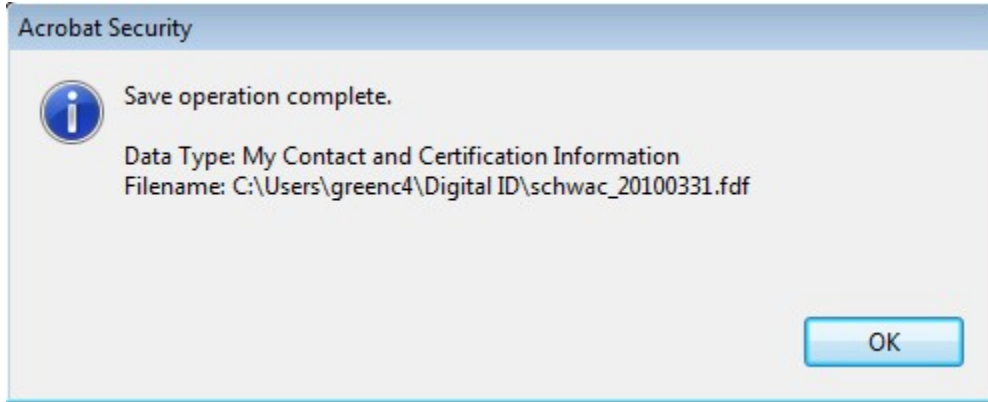 Acrobat Security
Save operation complete.
Data Type: My Contact and Certification Information
Filename: C:\Users\greenc4\Digital ID\schwac_20100331.fdf
OK